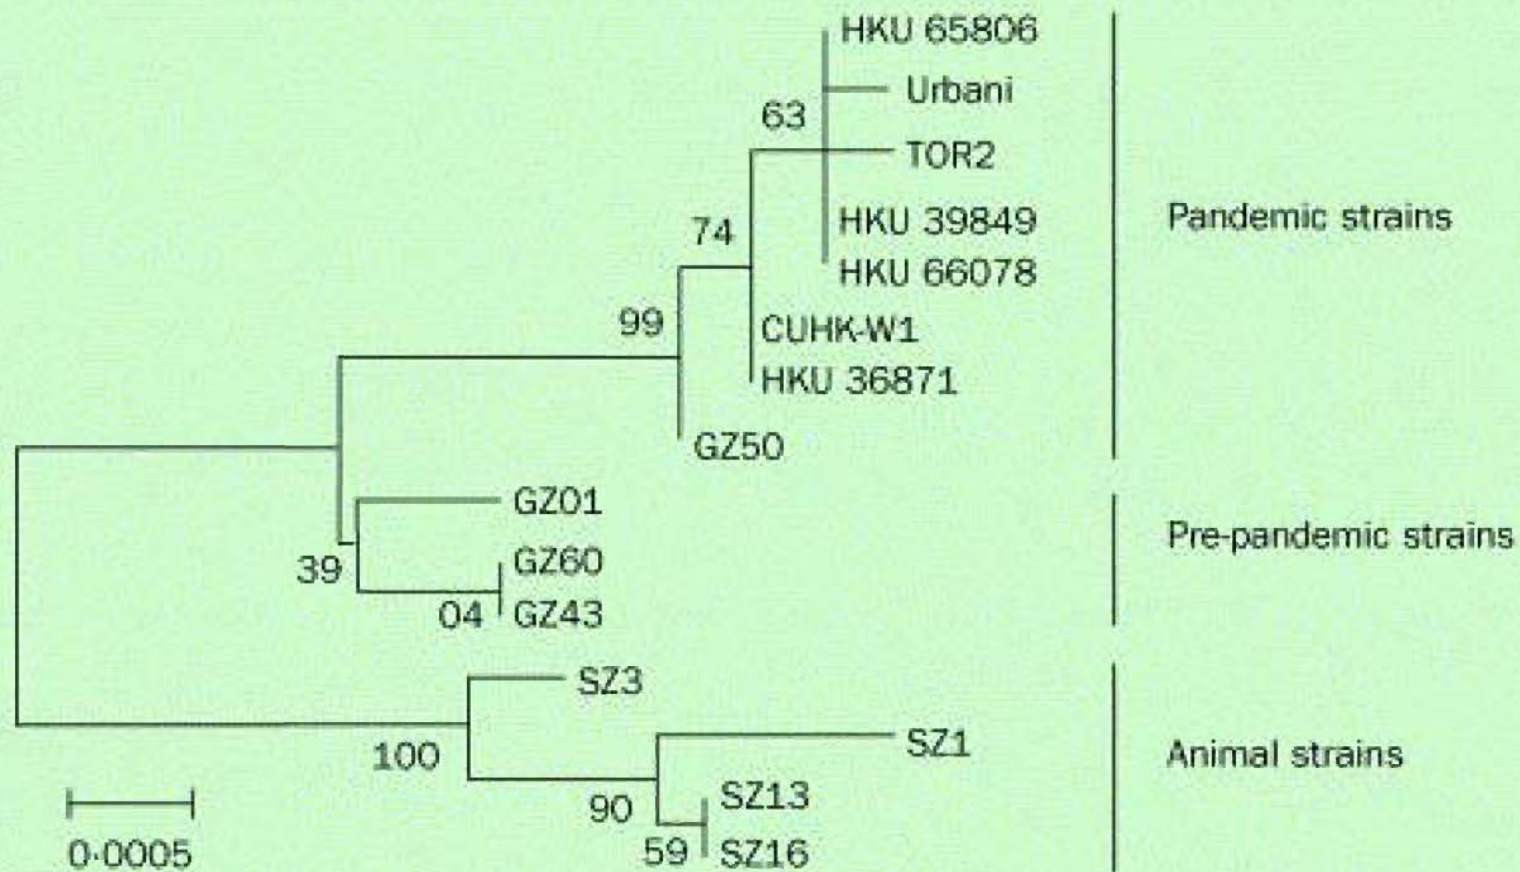 HKU 65806
Urbani
63
TOR2
HKU 39849
Pandemic strains
74
HKU 66078
99
CUHK-W1
HKU 36871
GZ50
GZ01
Pre-pandemic strains
39
GZ60
04
GZ43
SZ3
100
SZ1
Animal strains
90
SZ13
59
SZ16
0·0005